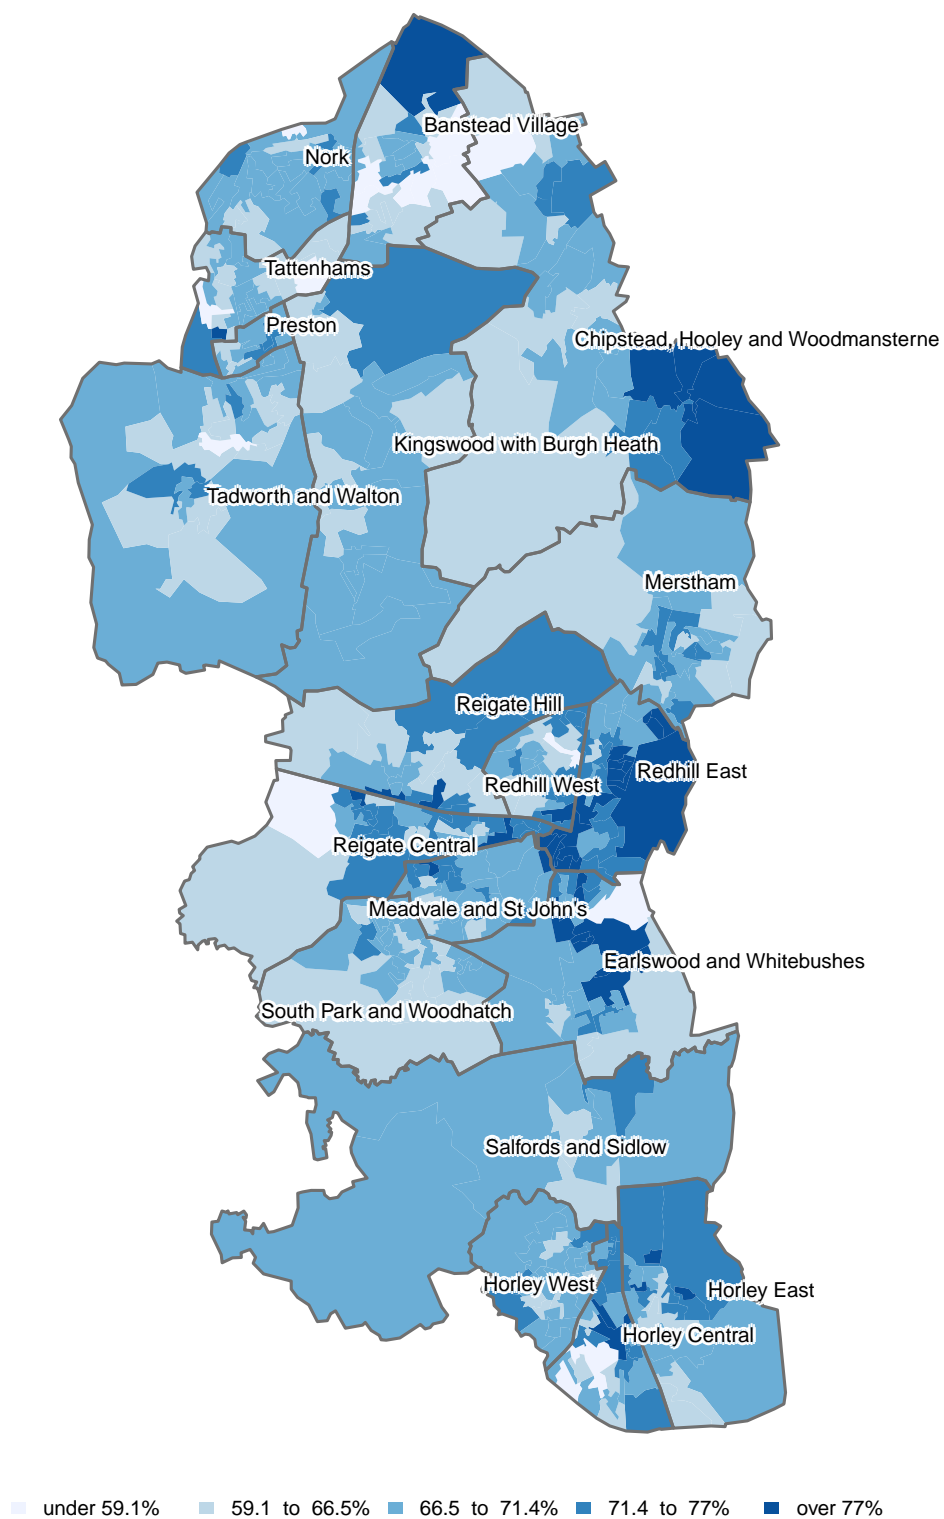 Banstead Village
Nork
Tattenhams
Preston
Chipstead, Hooley and Woodmansterne
Kingswood with Burgh Heath
Tadworth and Walton
Merstham
Reigate Hill
Redhill East
Redhill West
Reigate Central
Meadvale and St John's
Earlswood and Whitebushes
South Park and Woodhatch
Salfords and Sidlow
Horley West
Horley East
Horley Central
under 59.1% 59.1 to 66.5% 66.5 to 71.4% 71.4 to 77% over 77%